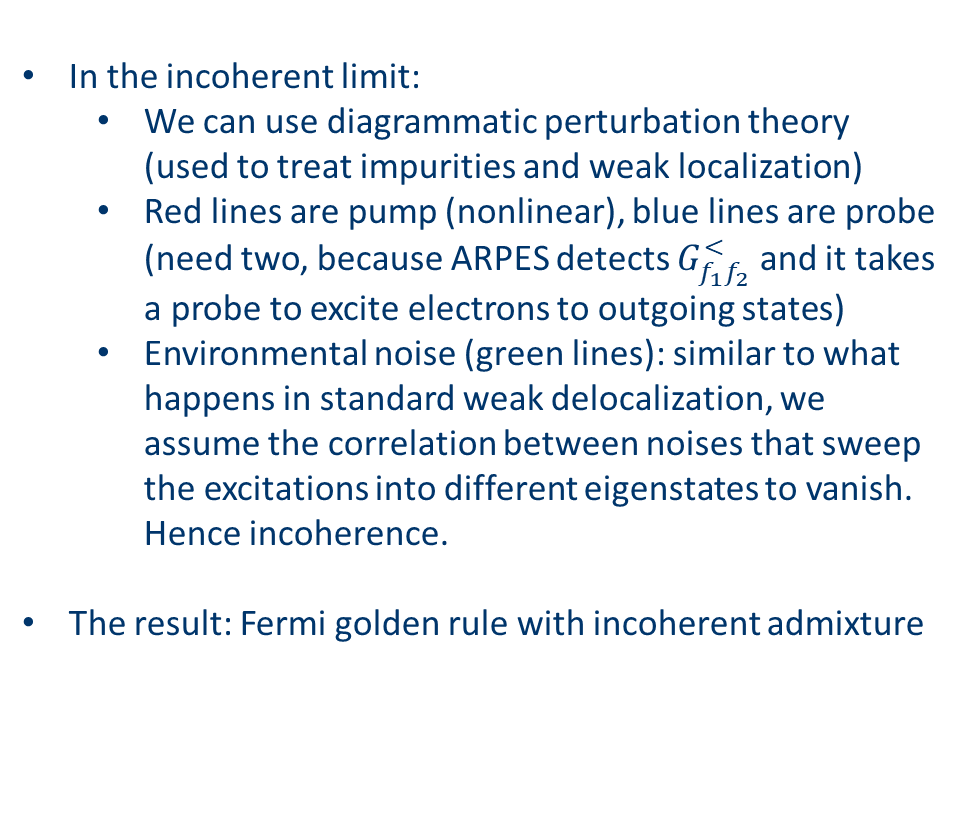 • In the incoherent limit:
• We can use diagrammatic perturbation theory
(used to treat impurities and weak localization)
• Red lines are pump (nonlinear), blue lines are probe
(need two, because ARPES detects $G^{<}_{f_1 f_2}$ and it takes
a probe to excite electrons to outgoing states)
• Environmental noise (green lines): similar to what
happens in standard weak delocalization, we
assume the correlation between noises that sweep
the excitations into different eigenstates to vanish.
Hence incoherence.
• The result: Fermi golden rule with incoherent admixture